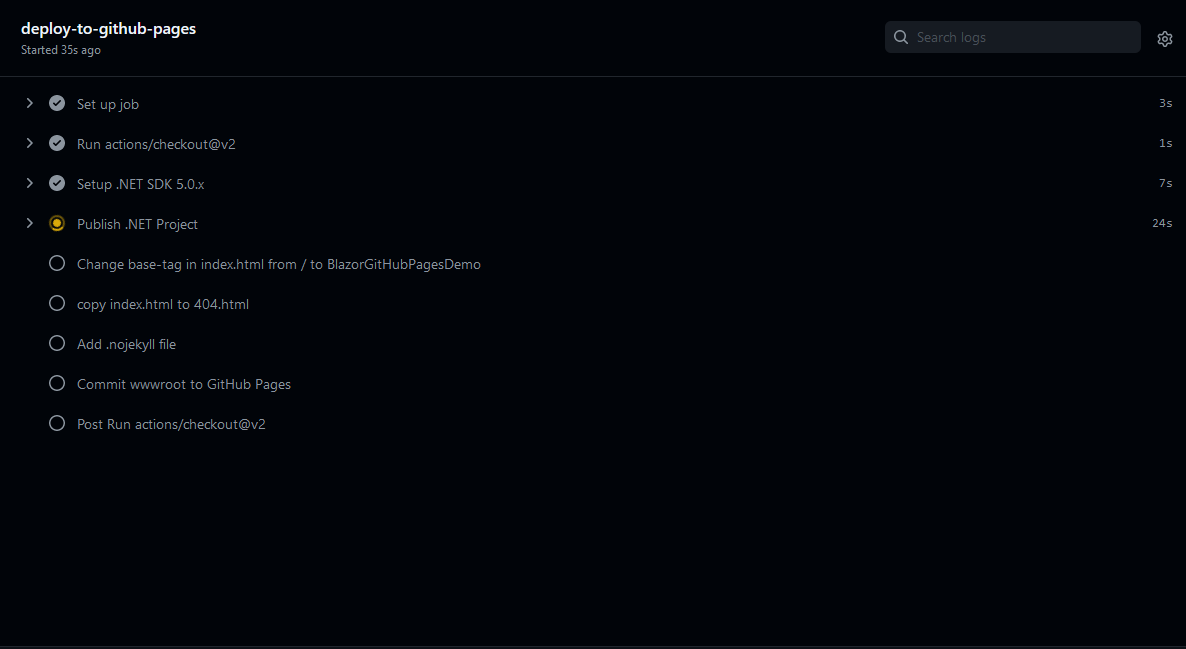 deploy-to-github-pages
Started 35s ago
Search logs
Set up job 3s
Run actions/checkout@v2 1s
Setup .NET SDK 5.0.x 7s
Publish .NET Project 24s
Change base-tag in index.html from / to BlazorGitHubPagesDemo
copy index.html to 404.html
Add .nojekyll file
Commit wwwroot to GitHub Pages
Post Run actions/checkout@v2